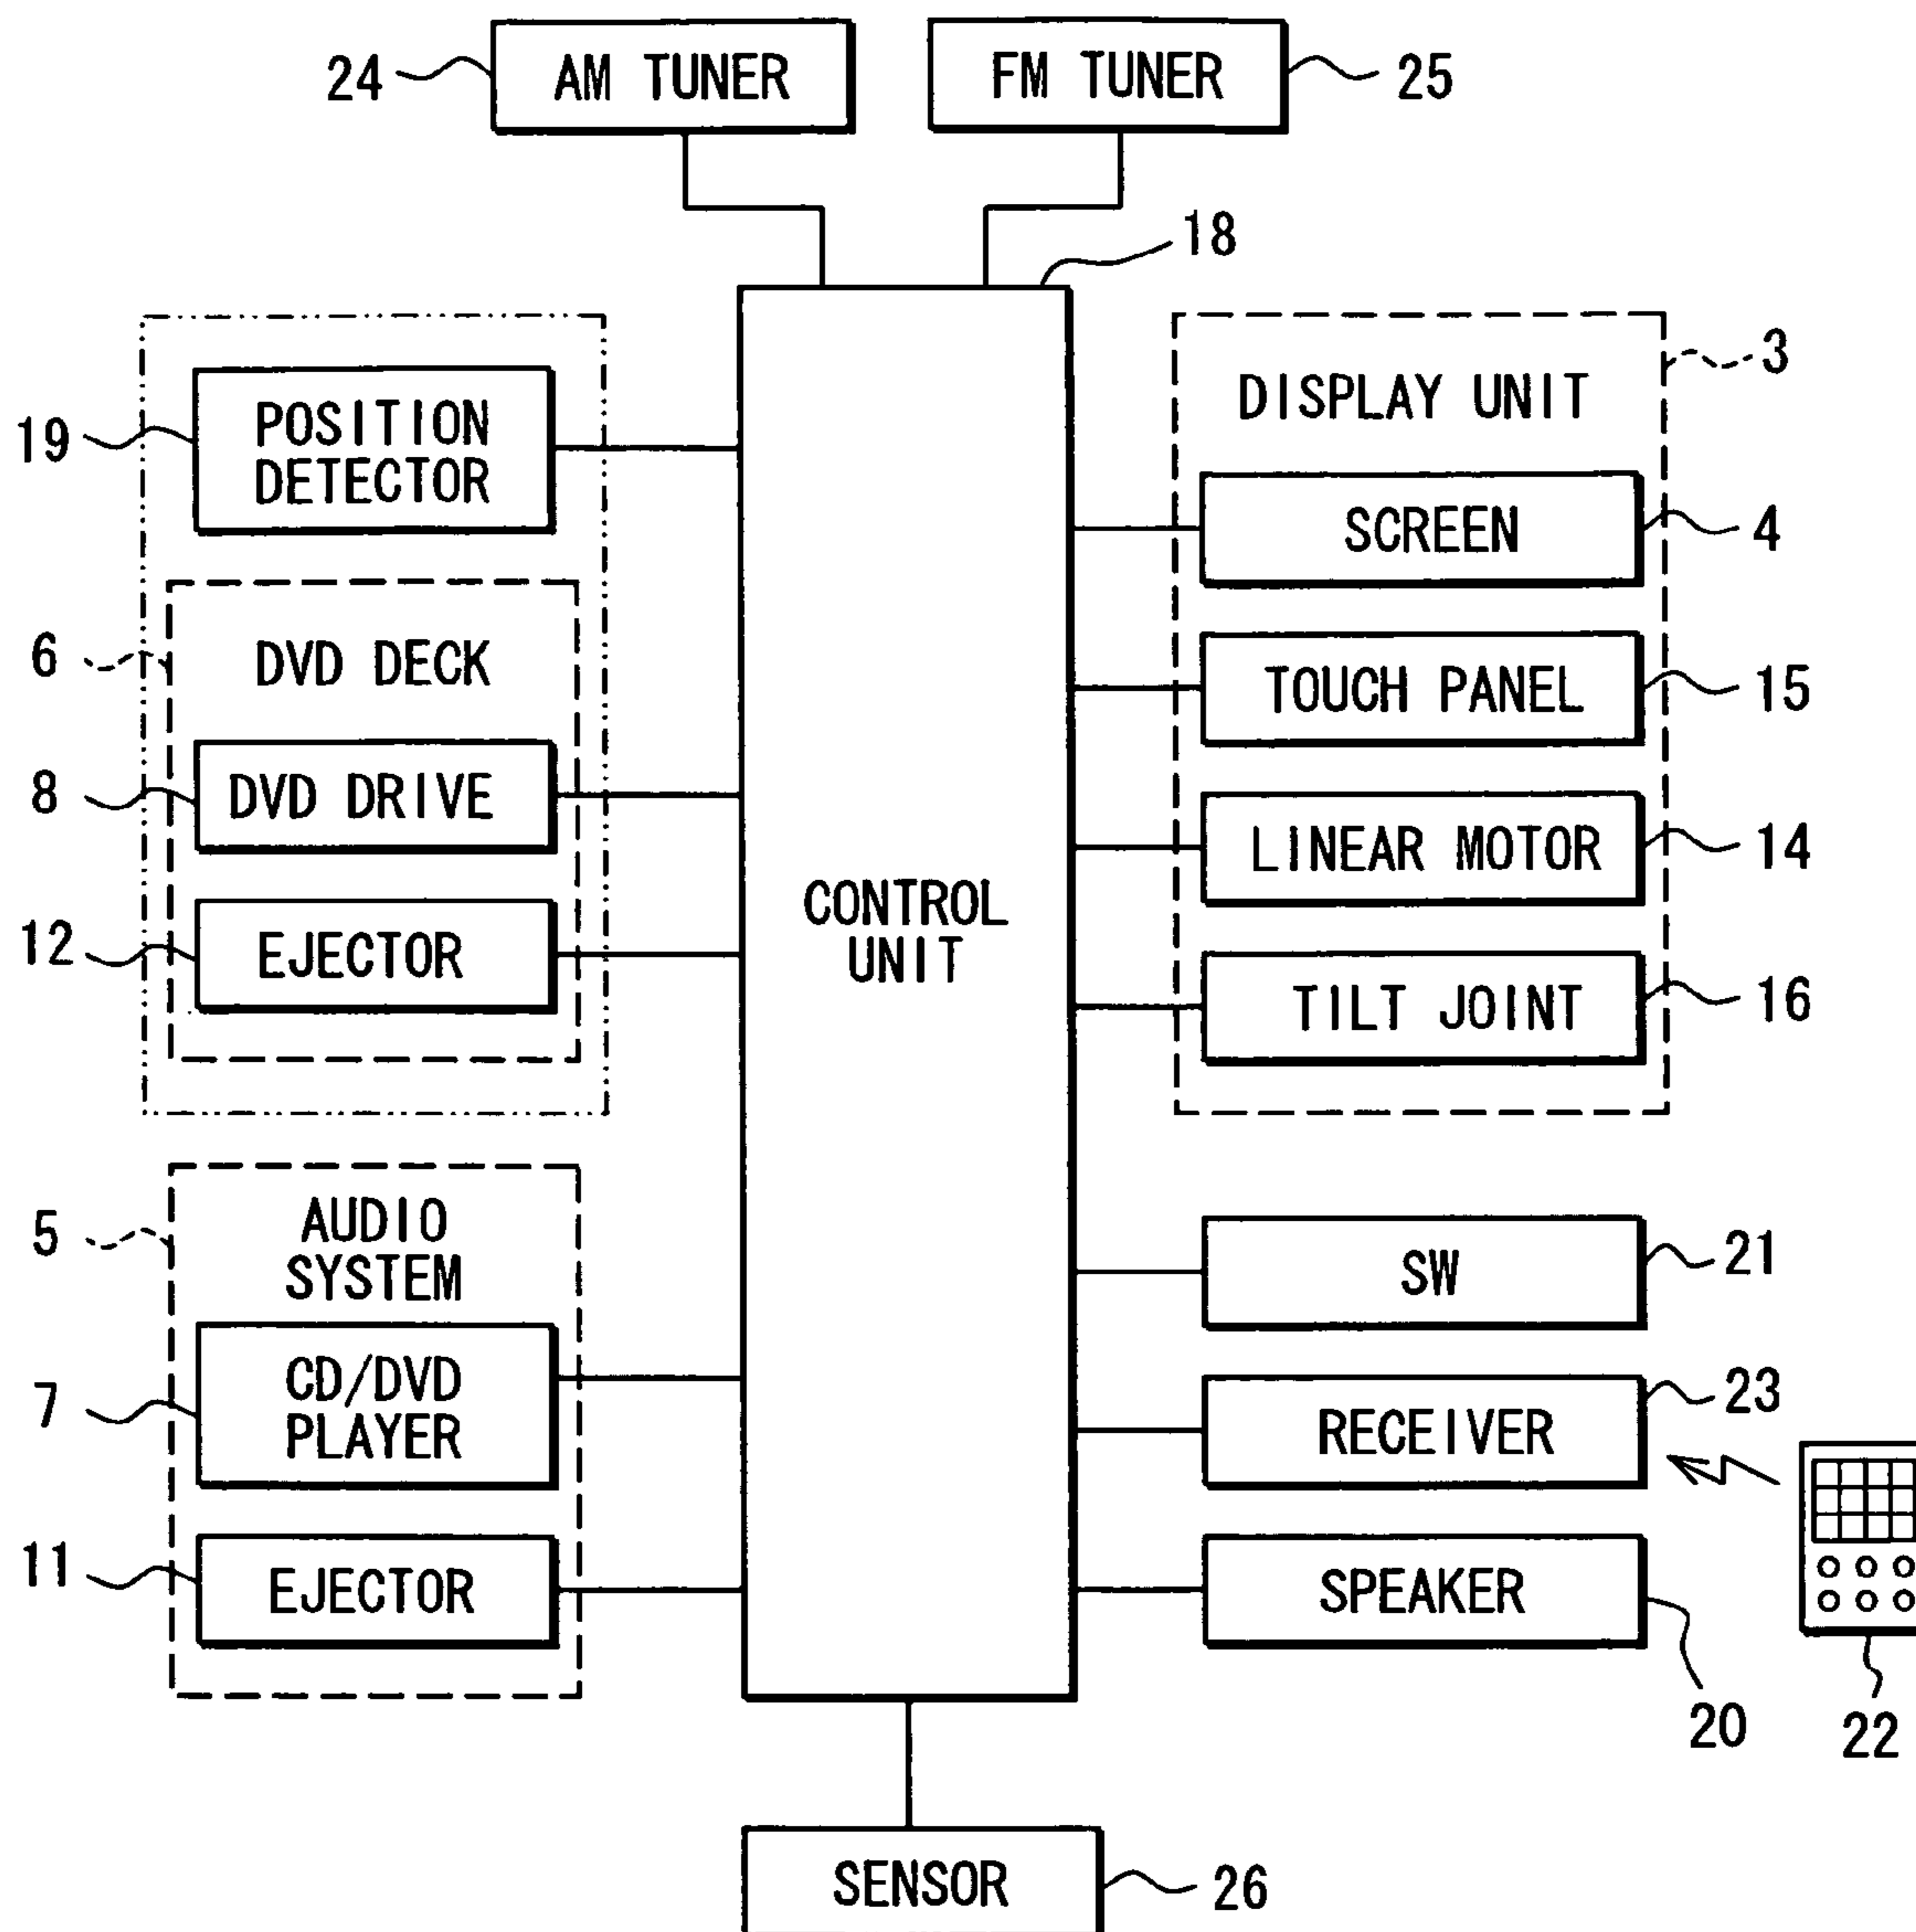 24
AM TUNER
FM TUNER
25
18
19
POSITION
DETECTOR
6
DVD DECK
8
DVD DRIVE
12
EJECTOR
5
AUDIO
SYSTEM
7
CD/DVD
PLAYER
11
EJECTOR
CONTROL
UNIT
3
DISPLAY UNIT
SCREEN
4
TOUCH PANEL
15
LINEAR MOTOR
14
TILT JOINT
16
SW
21
RECEIVER
23
SPEAKER
20
22
SENSOR
26